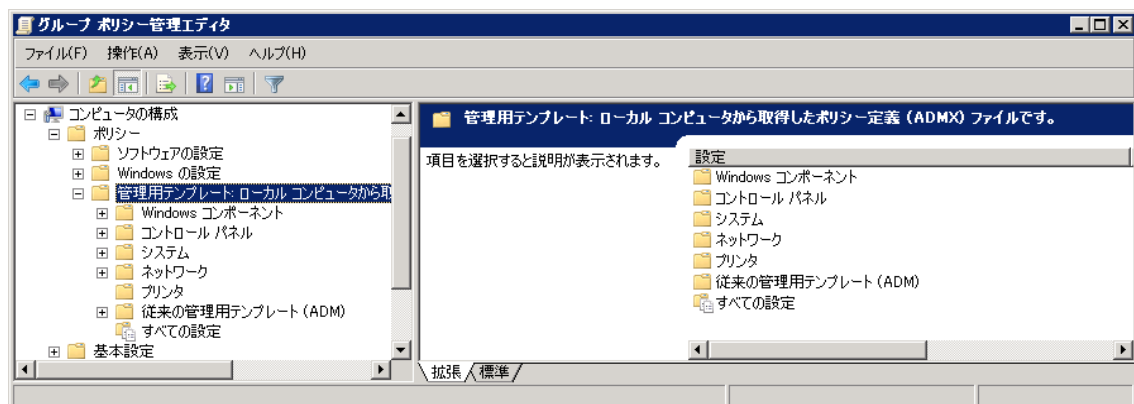 グループ ポリシー管理エディタ
ファイル(F) 操作(A) 表示(V) ヘルプ(H)
コンピュータの構成
ポリシー
ソフトウェアの設定
Windows の設定
管理用テンプレート: ローカル コンピュータから取
Windows コンポーネント
コントロール パネル
システム
ネットワーク
プリンタ
従来の管理用テンプレート (ADM)
すべての設定
基本設定
管理用テンプレート: ローカル コンピュータから取得したポリシー定義 (ADMX) ファイルです。
項目を選択すると説明が表示されます。
設定
Windows コンポーネント
コントロール パネル
システム
ネットワーク
プリンタ
従来の管理用テンプレート (ADM)
すべての設定
拡張 標準